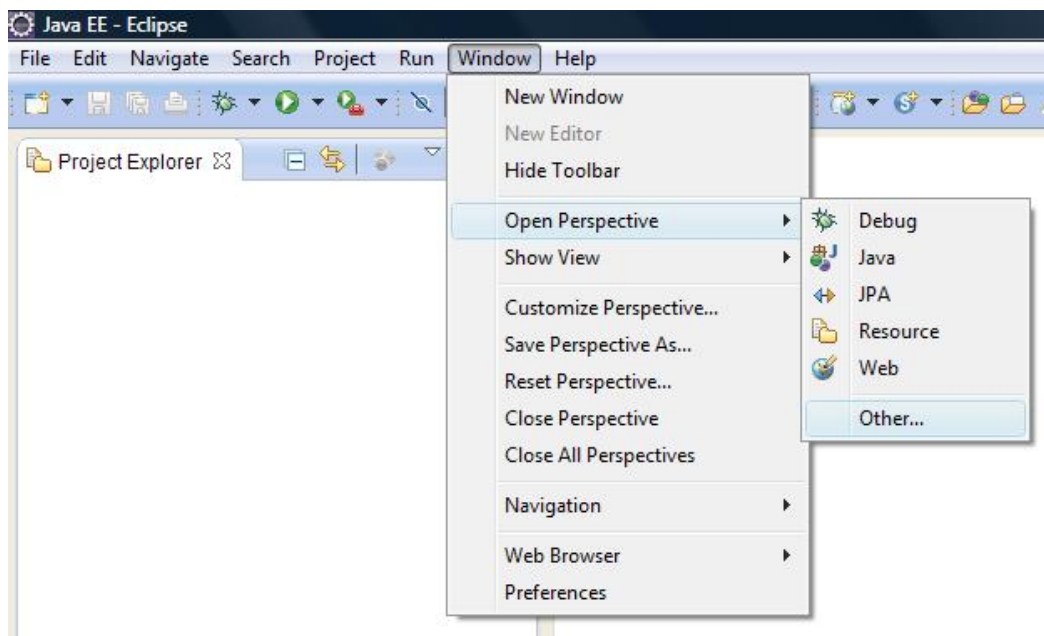 Java EE - Eclipse
File Edit Navigate Search Project Run Window Help
Project Explorer
New Window
New Editor
Hide Toolbar
Open Perspective
Show View
Customize Perspective...
Save Perspective As...
Reset Perspective...
Close Perspective
Close All Perspectives
Navigation
Web Browser
Preferences
Debug
Java
JPA
Resource
Web
Other...